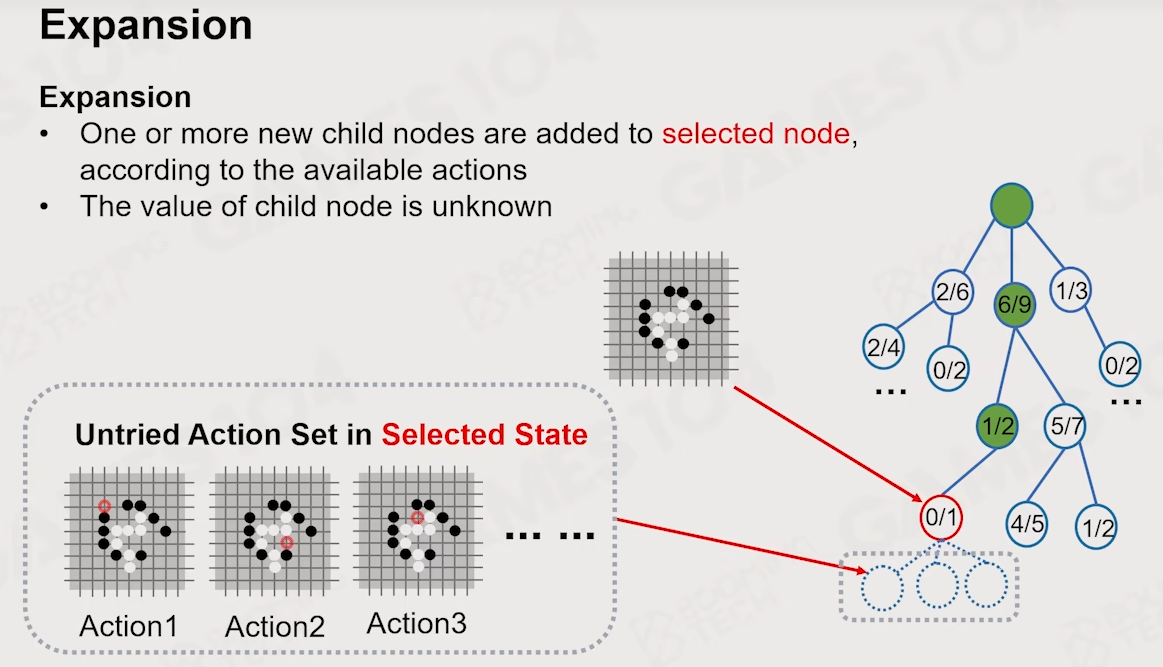 Expansion
Expansion
• One or more new child nodes are added to selected node,
according to the available actions
• The value of child node is unknown
2/6
6/9
1/3
2/4
0/2
0/2
...
...
1/2
5/7
Untried Action Set in Selected State
0/1
4/5
1/2
... ...
Action1
Action2
Action3
GAMES104
BOOMING TECH